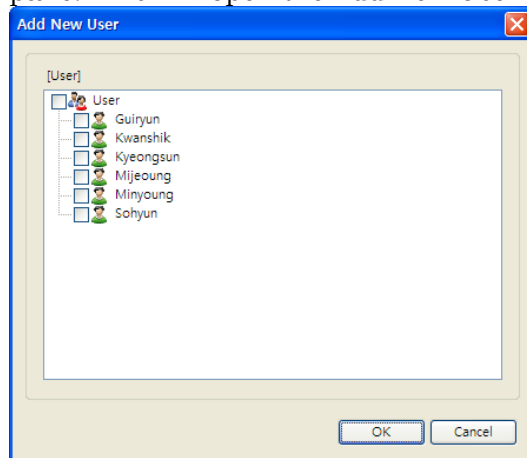 Add New User
[User]
User
Guiryun
Kwanshik
Kyeongsun
Mijeoung
Minyoung
Sohyun
OK
Cancel